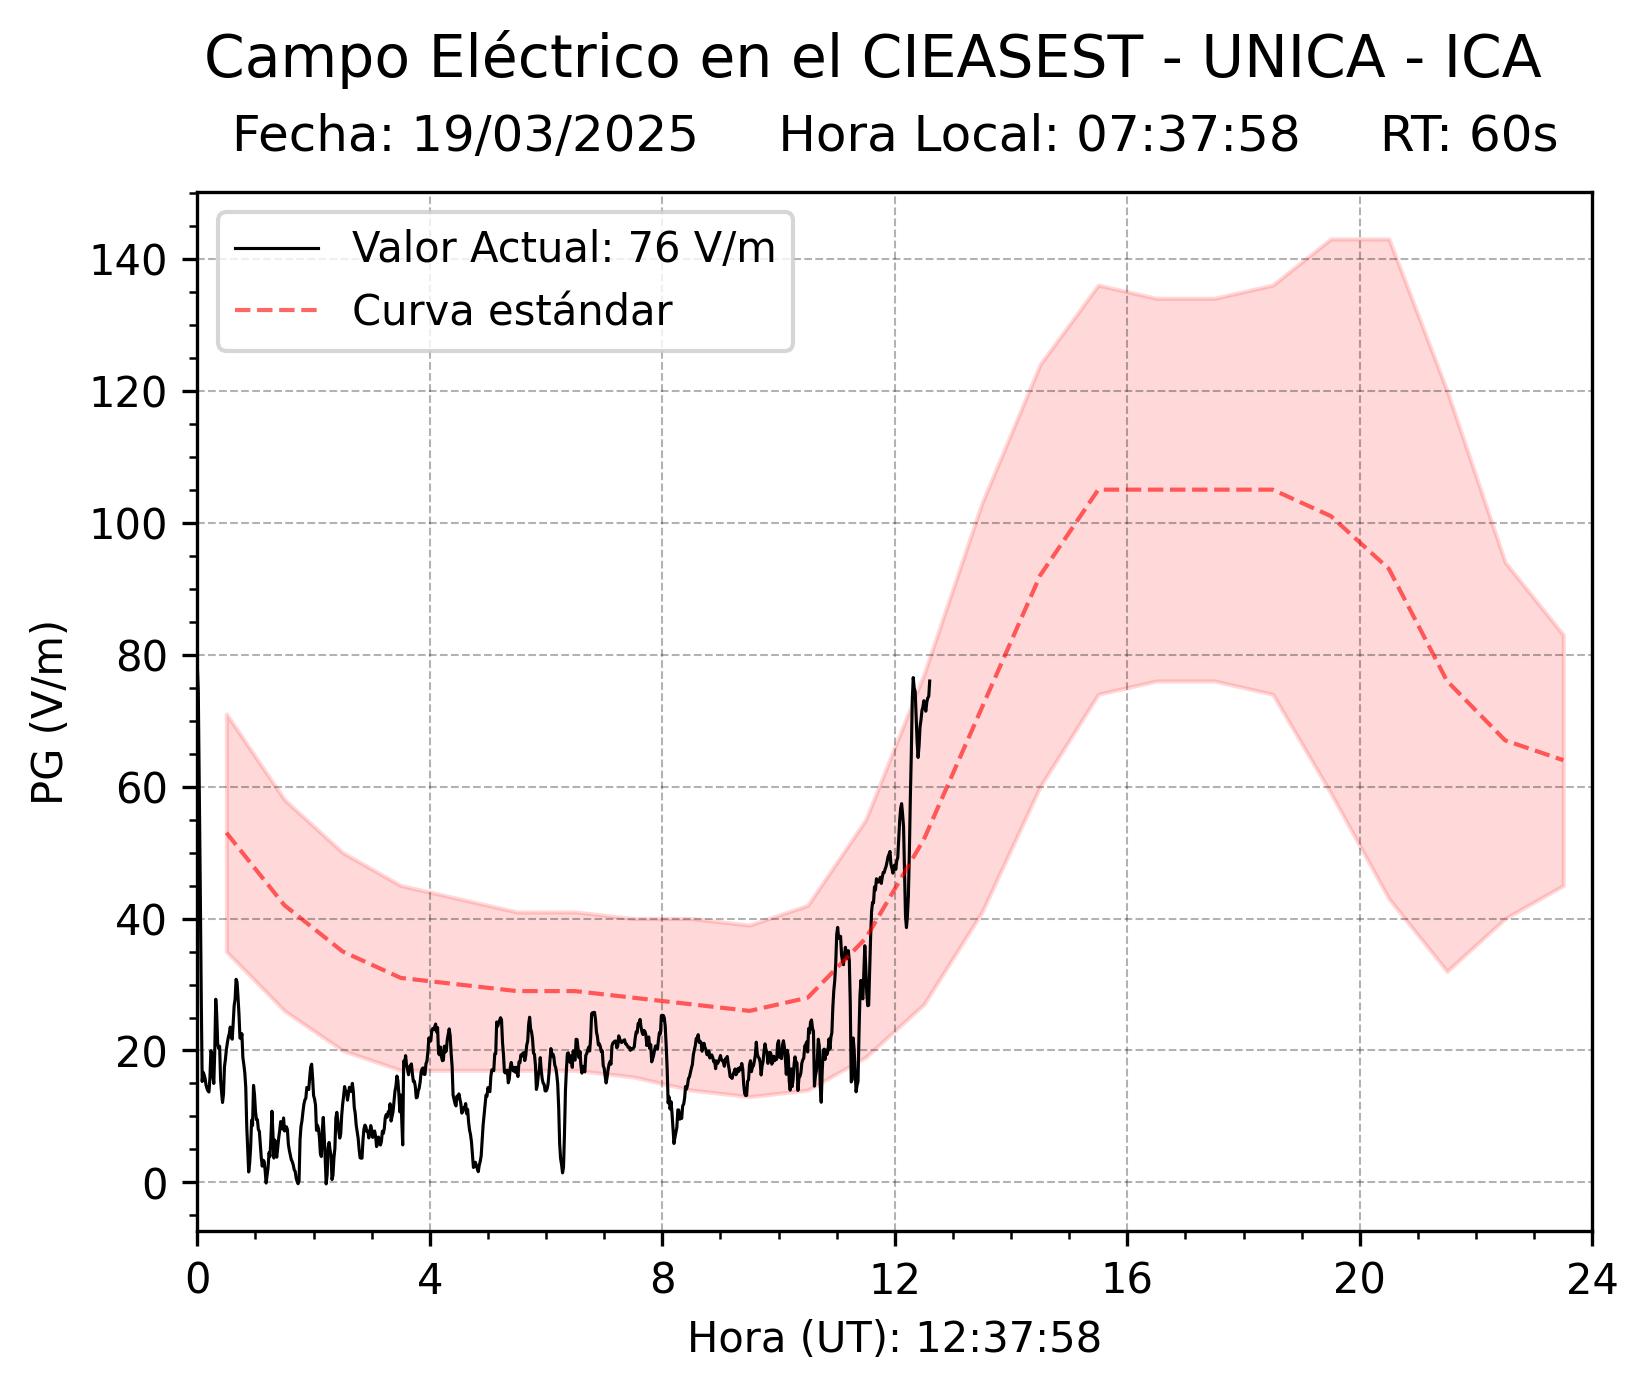 Campo Eléctrico en el CIEASEST - UNICA - ICA
Fecha: 19/03/2025 Hora Local: 07:37:58 RT: 60s
Valor Actual: 76 V/m
Curva estándar
140
120
100
80
60
40
20
0
PG (V/m)
0 4 8 12 16 20 24
Hora (UT): 12:37:58